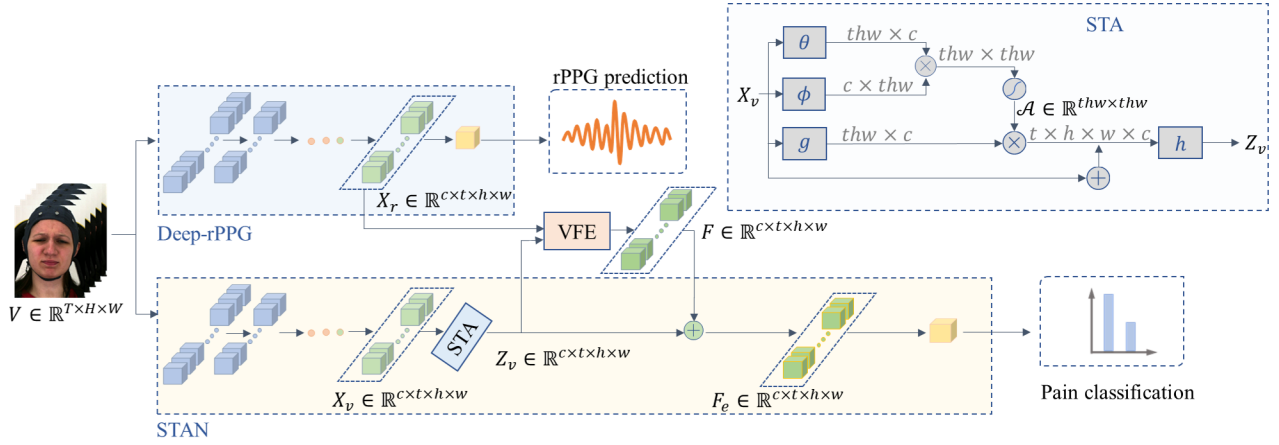 STA
θ
thw × c
thw × thw
ϕ
c × thw
X_v
𝒜 ∈ ℝ^{thw×thw}
g
thw × c
t × h × w × c
h
Z_v
rPPG prediction
X_r ∈ ℝ^{c×t×h×w}
Deep-rPPG
VFE
F ∈ ℝ^{c×t×h×w}
V ∈ ℝ^{T×H×W}
STA
Z_v ∈ ℝ^{c×t×h×w}
X_v ∈ ℝ^{c×t×h×w}
F_e ∈ ℝ^{c×t×h×w}
Pain classification
STAN